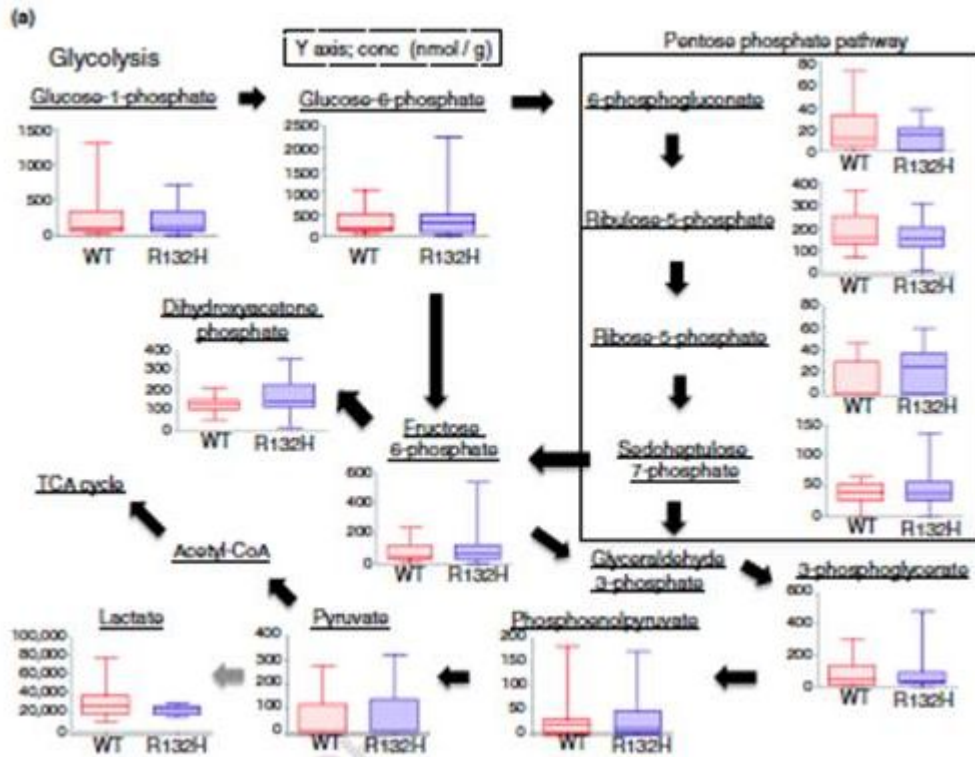 (a)
Y axis; conc (nmol / g)
Pentose phosphate pathway
Glycolysis
Glucose-1-phosphate
Glucose-6-phosphate
6-phosphogluconate
1500
1000
500
0
WT R132H
2500
2000
1500
1000
500
0
WT R132H
80
60
40
20
0
WT R132H
Ribulose-5-phosphate
400
300
200
100
0
WT R132H
Dihydroxyacetone
phosphate
400
300
200
100
0
WT R132H
Ribose-5-phosphate
80
60
40
20
0
WT R132H
Fructose
6-phosphate
600
400
200
0
WT R132H
Sedoheptulose
7-phosphate
150
100
50
0
WT R132H
TCA cycle
Acetyl-CoA
Glyceraldehyde
3-phosphate
3-phosphoglycerate
600
400
200
0
WT R132H
Lactate
100,000
80,000
60,000
40,000
20,000
0
WT R132H
Pyruvate
400
300
200
100
0
WT R132H
Phosphoenolpyruvate
200
150
100
50
0
WT R132H